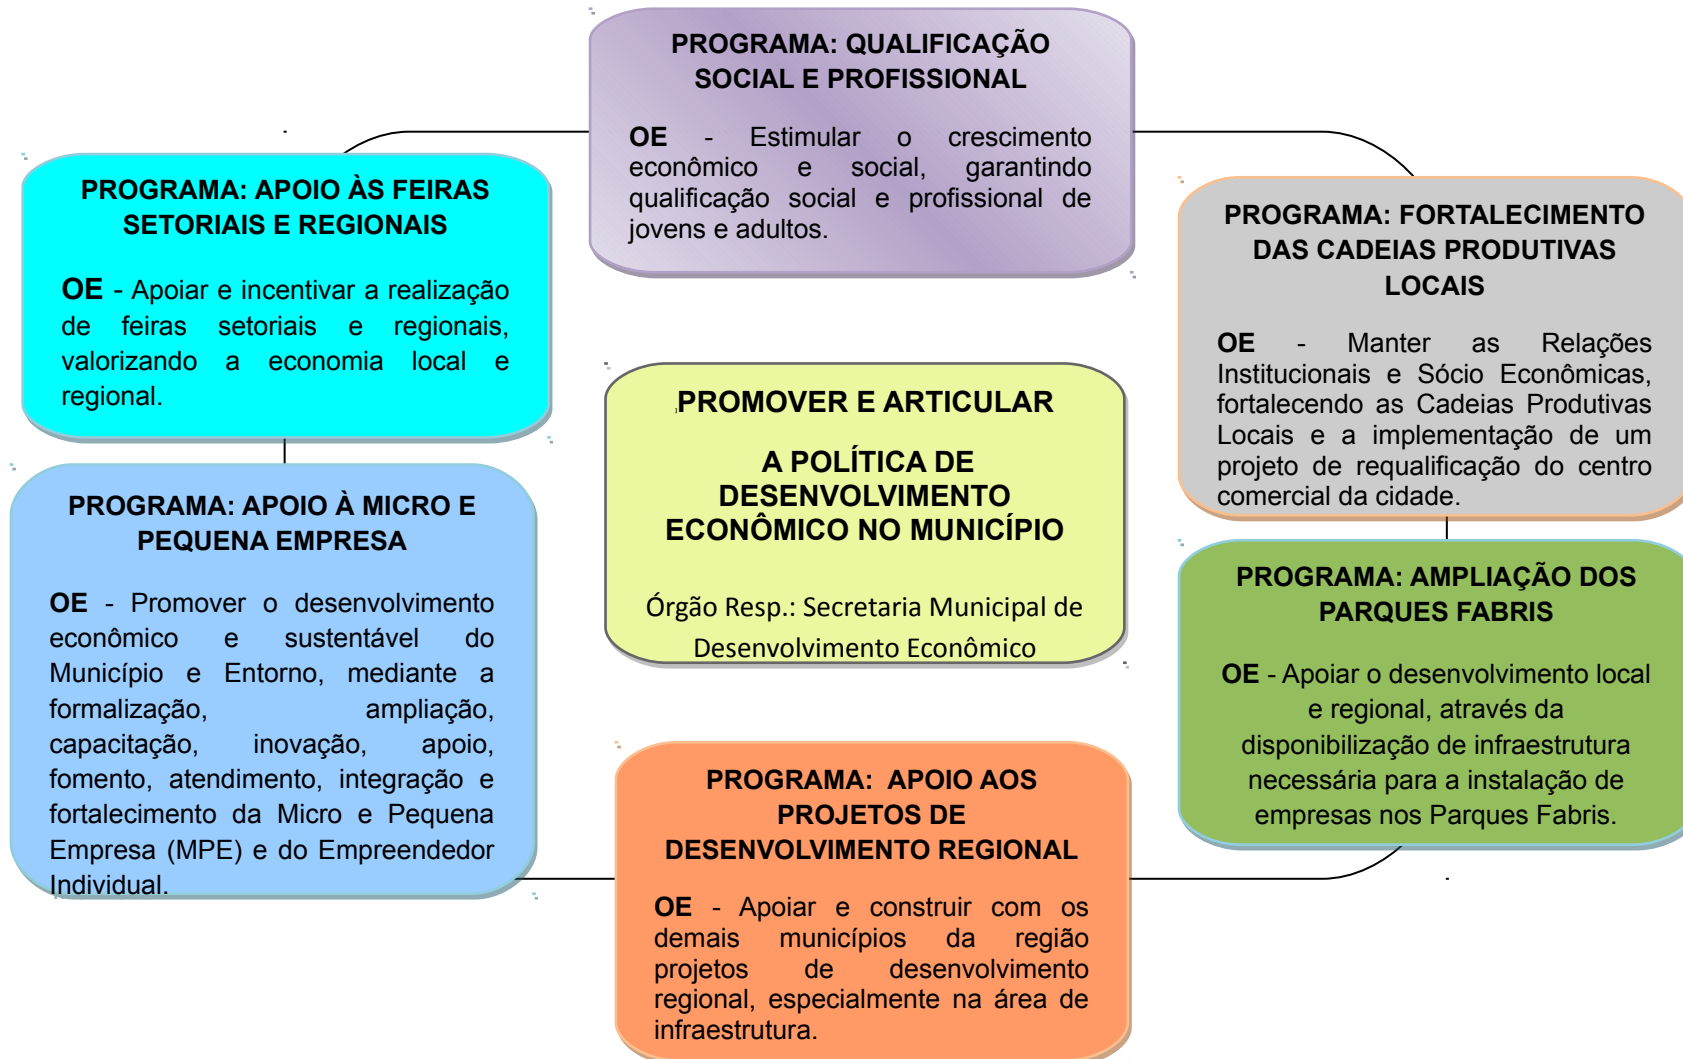 PROGRAMA: QUALIFICAÇÃO
SOCIAL E PROFISSIONAL
OE - Estimular o crescimento
econômico e social, garantindo
qualificação social e profissional de
jovens e adultos.
PROGRAMA: APOIO ÀS FEIRAS
SETORIAIS E REGIONAIS
OE - Apoiar e incentivar a realização
de feiras setoriais e regionais,
valorizando a economia local e
regional.
PROGRAMA: FORTALECIMENTO
DAS CADEIAS PRODUTIVAS
LOCAIS
OE - Manter as Relações
Institucionais e Sócio Econômicas,
fortalecendo as Cadeias Produtivas
Locais e a implementação de um
projeto de requalificação do centro
comercial da cidade.
PROMOVER E ARTICULAR
A POLÍTICA DE
DESENVOLVIMENTO
ECONÔMICO NO MUNICÍPIO
Órgão Resp.: Secretaria Municipal de
Desenvolvimento Econômico
PROGRAMA: APOIO À MICRO E
PEQUENA EMPRESA
OE - Promover o desenvolvimento
econômico e sustentável do
Município e Entorno, mediante a
formalização, ampliação,
capacitação, inovação, apoio,
fomento, atendimento, integração e
fortalecimento da Micro e Pequena
Empresa (MPE) e do Empreendedor
Individual.
PROGRAMA: AMPLIAÇÃO DOS
PARQUES FABRIS
OE - Apoiar o desenvolvimento local
e regional, através da
disponibilização de infraestrutura
necessária para a instalação de
empresas nos Parques Fabris.
PROGRAMA: APOIO AOS
PROJETOS DE
DESENVOLVIMENTO REGIONAL
OE - Apoiar e construir com os
demais municípios da região
projetos de desenvolvimento
regional, especialmente na área de
infraestrutura.